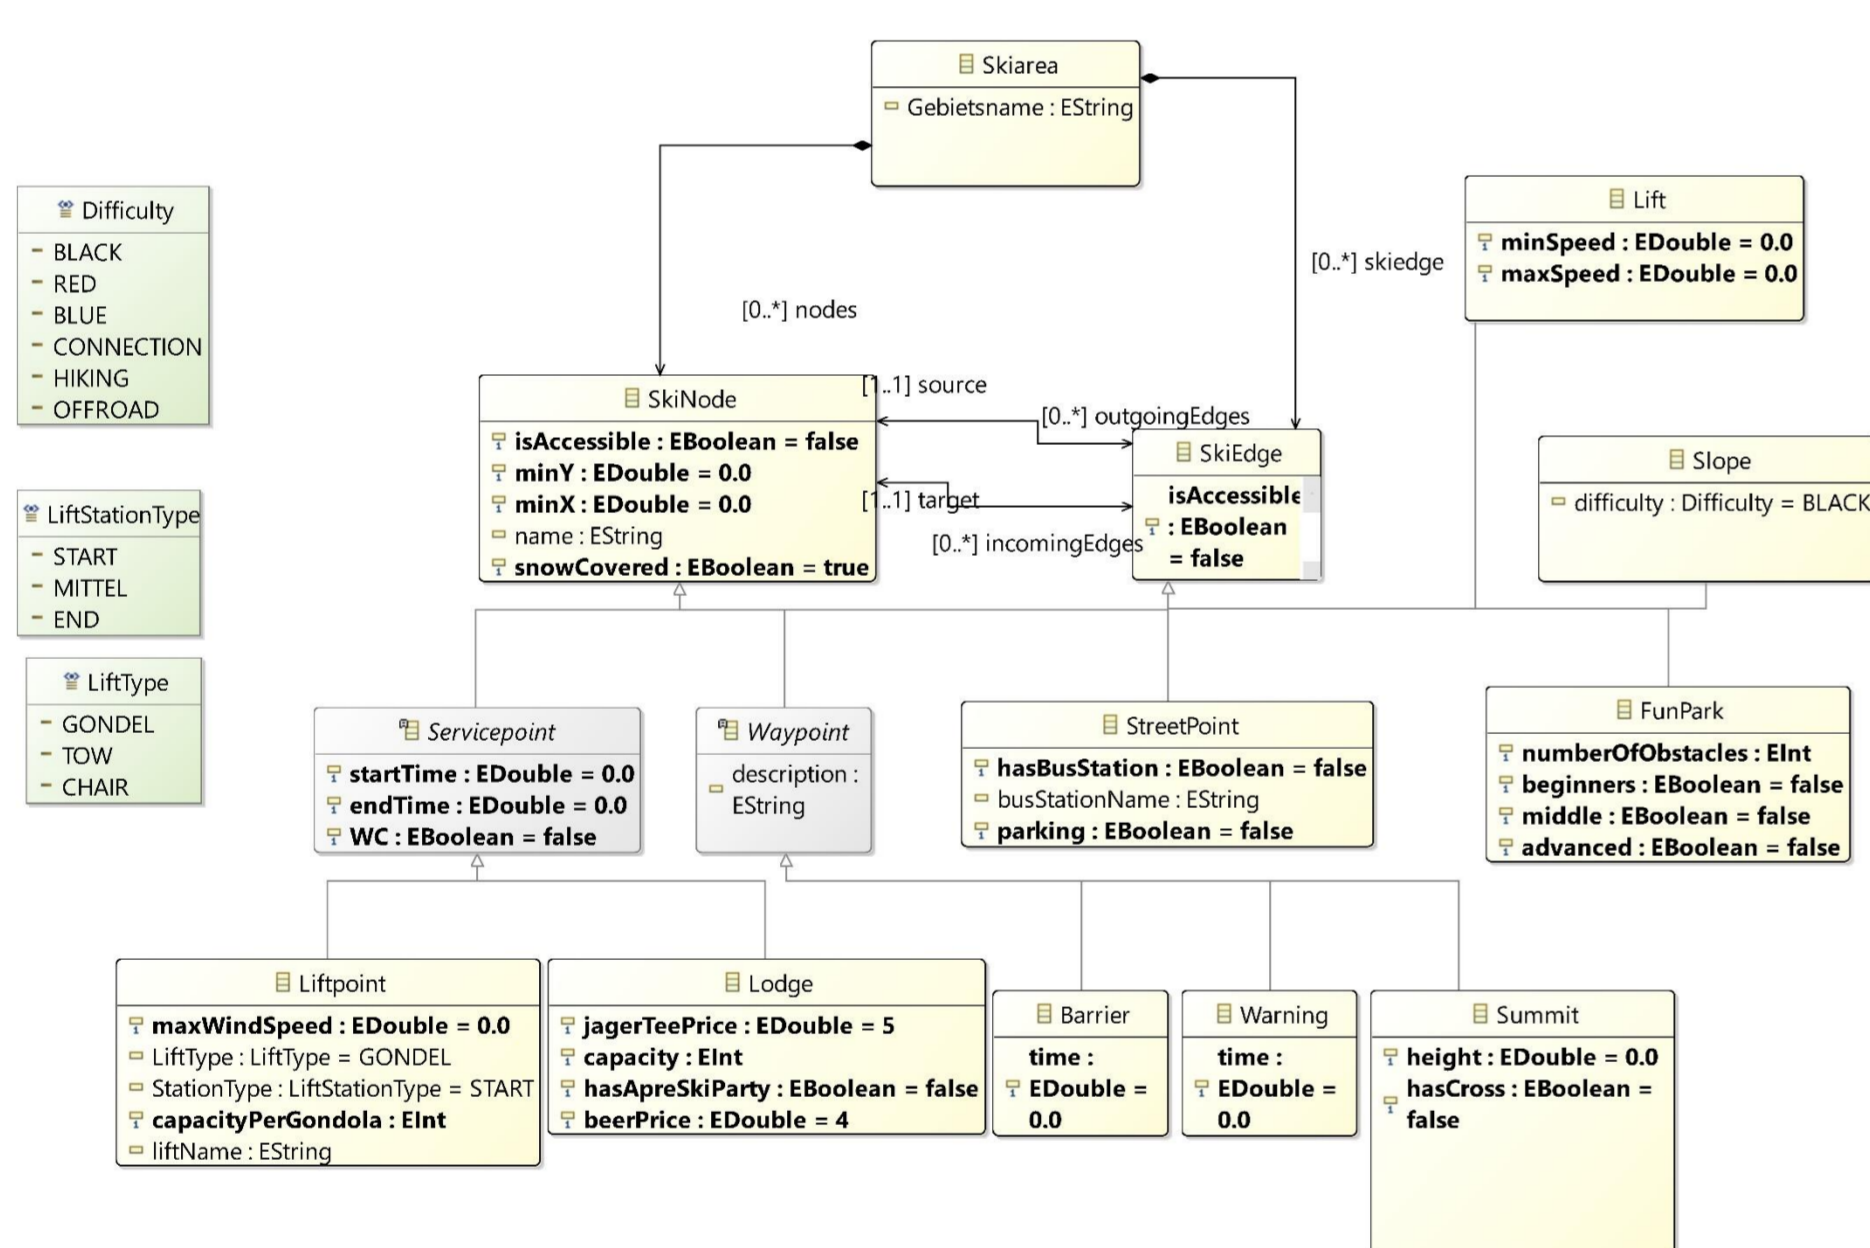 Skiarea
Gebietsname : EString
Difficulty
BLACK
RED
BLUE
CONNECTION
HIKING
OFFROAD
Lift
minSpeed : EDouble = 0.0
maxSpeed : EDouble = 0.0
[0..*] skiedge
[0..*] nodes
SkiNode
isAccessible : EBoolean = false
minY : EDouble = 0.0
minX : EDouble = 0.0
name : EString
snowCovered : EBoolean = true
[1..1] source
[0..*] outgoingEdges
[1..1] target
[0..*] incomingEdges
SkiEdge
isAccessible
: EBoolean
= false
Slope
difficulty : Difficulty = BLACK
LiftStationType
START
MITTEL
END
LiftType
GONDEL
TOW
CHAIR
Servicepoint
startTime : EDouble = 0.0
endTime : EDouble = 0.0
WC : EBoolean = false
Waypoint
description :
EString
StreetPoint
hasBusStation : EBoolean = false
busStationName : EString
parking : EBoolean = false
FunPark
numberOfObstacles : EInt
beginners : EBoolean = false
middle : EBoolean = false
advanced : EBoolean = false
Liftpoint
maxWindSpeed : EDouble = 0.0
LiftType : LiftType = GONDEL
StationType : LiftStationType = START
capacityPerGondola : EInt
liftName : EString
Lodge
jagerTeePrice : EDouble = 5
capacity : EInt
hasApreSkiParty : EBoolean = false
beerPrice : EDouble = 4
Barrier
time :
EDouble =
0.0
Warning
time :
EDouble =
0.0
Summit
height : EDouble = 0.0
hasCross : EBoolean =
false